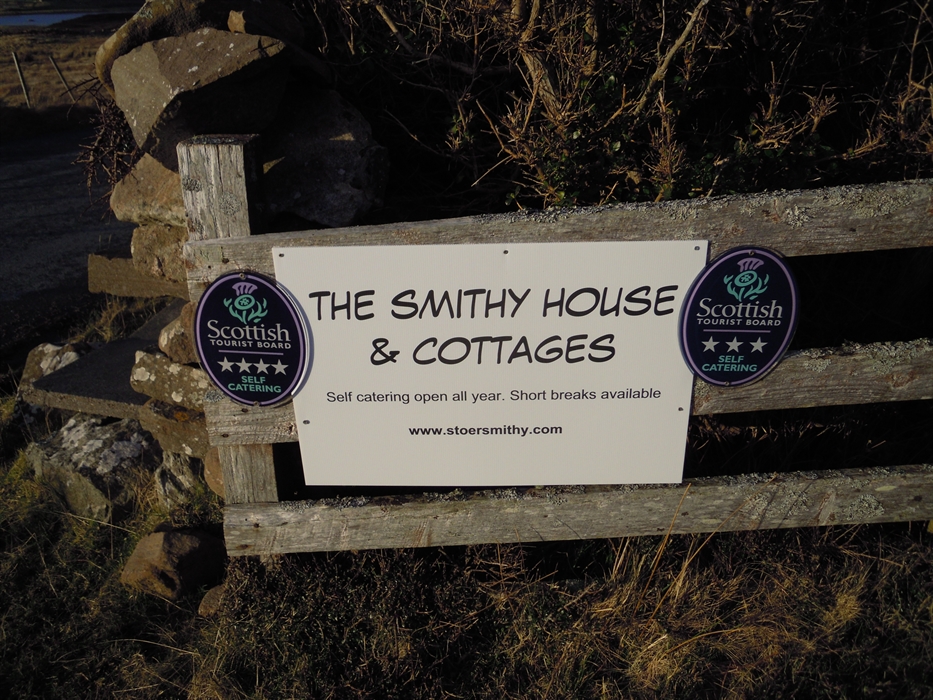 THE SMITHY HOUSE
& COTTAGES
Self catering open all year. Short breaks available
www.stoersmithy.com
Scottish
TOURIST BOARD
★★★★
SELF
CATERING
Scottish
TOURIST BOARD
★★★
SELF
CATERING